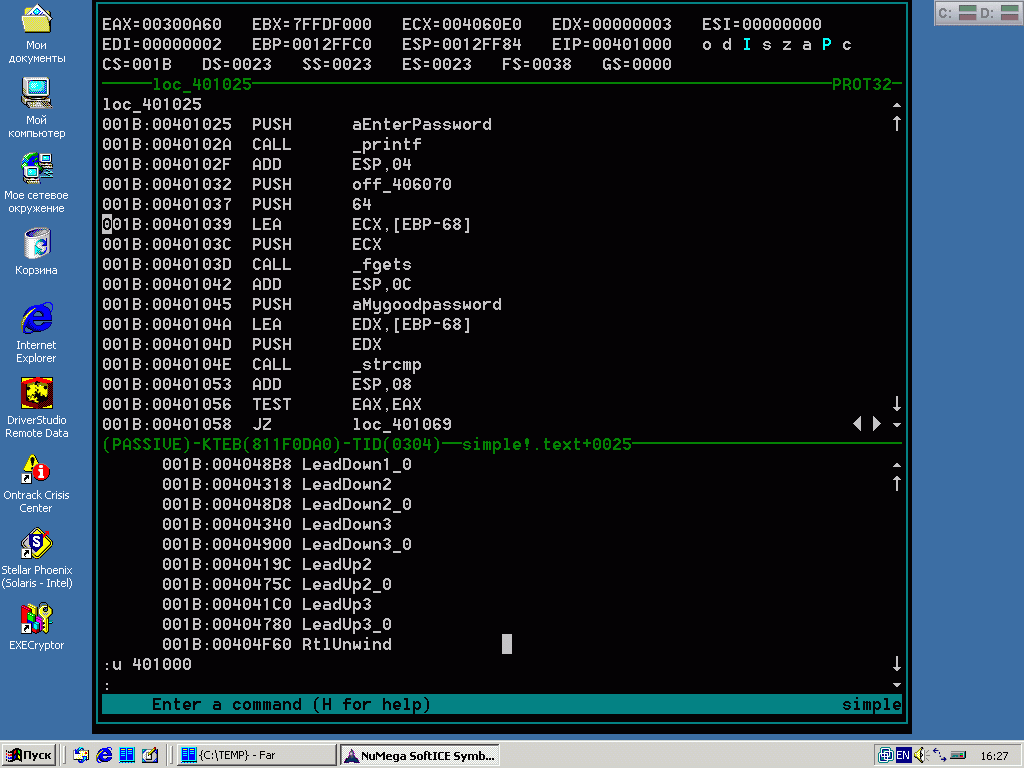 Мои
документы
Мой
компьютер
Мое сетевое
окружение
Корзина
Internet
Explorer
DriverStudio
Remote Data
Ontrack Crisis
Center
Stellar Phoenix
(Solaris - Intel)
EXECryptor
EAX=00300A60 EBX=7FFDF000 ECX=004060E0 EDX=00000003 ESI=00000000
EDI=00000002 EBP=0012FFC0 ESP=0012FF84 EIP=00401000 o d I s z a P c
CS=001B DS=0023 SS=0023 ES=0023 FS=0038 GS=0000
loc_401025 PROT32
loc_401025
001B:00401025 PUSH aEnterPassword
001B:0040102A CALL _printf
001B:0040102F ADD ESP,04
001B:00401032 PUSH off_406070
001B:00401037 PUSH 64
001B:00401039 LEA ECX,[EBP-68]
001B:0040103C PUSH ECX
001B:0040103D CALL _fgets
001B:00401042 ADD ESP,0C
001B:00401045 PUSH aMygoodpassword
001B:0040104A LEA EDX,[EBP-68]
001B:0040104D PUSH EDX
001B:0040104E CALL _strcmp
001B:00401053 ADD ESP,08
001B:00401056 TEST EAX,EAX
001B:00401058 JZ loc_401069
(PASSIVE)-KTEB(811F0DA0)-TID(0304)—simple!.text+0025
001B:004048B8 LeadDown1_0
001B:00404318 LeadDown2
001B:004048D8 LeadDown2_0
001B:00404340 LeadDown3
001B:00404900 LeadDown3_0
001B:0040419C LeadUp2
001B:0040475C LeadUp2_0
001B:004041C0 LeadUp3
001B:00404780 LeadUp3_0
001B:00404F60 RtlUnwind
:u 401000
:
Enter a command (H for help) simple
C: D:
Пуск
{C:\TEMP} - Far
NuMega SoftICE Symb...
EN
16:27